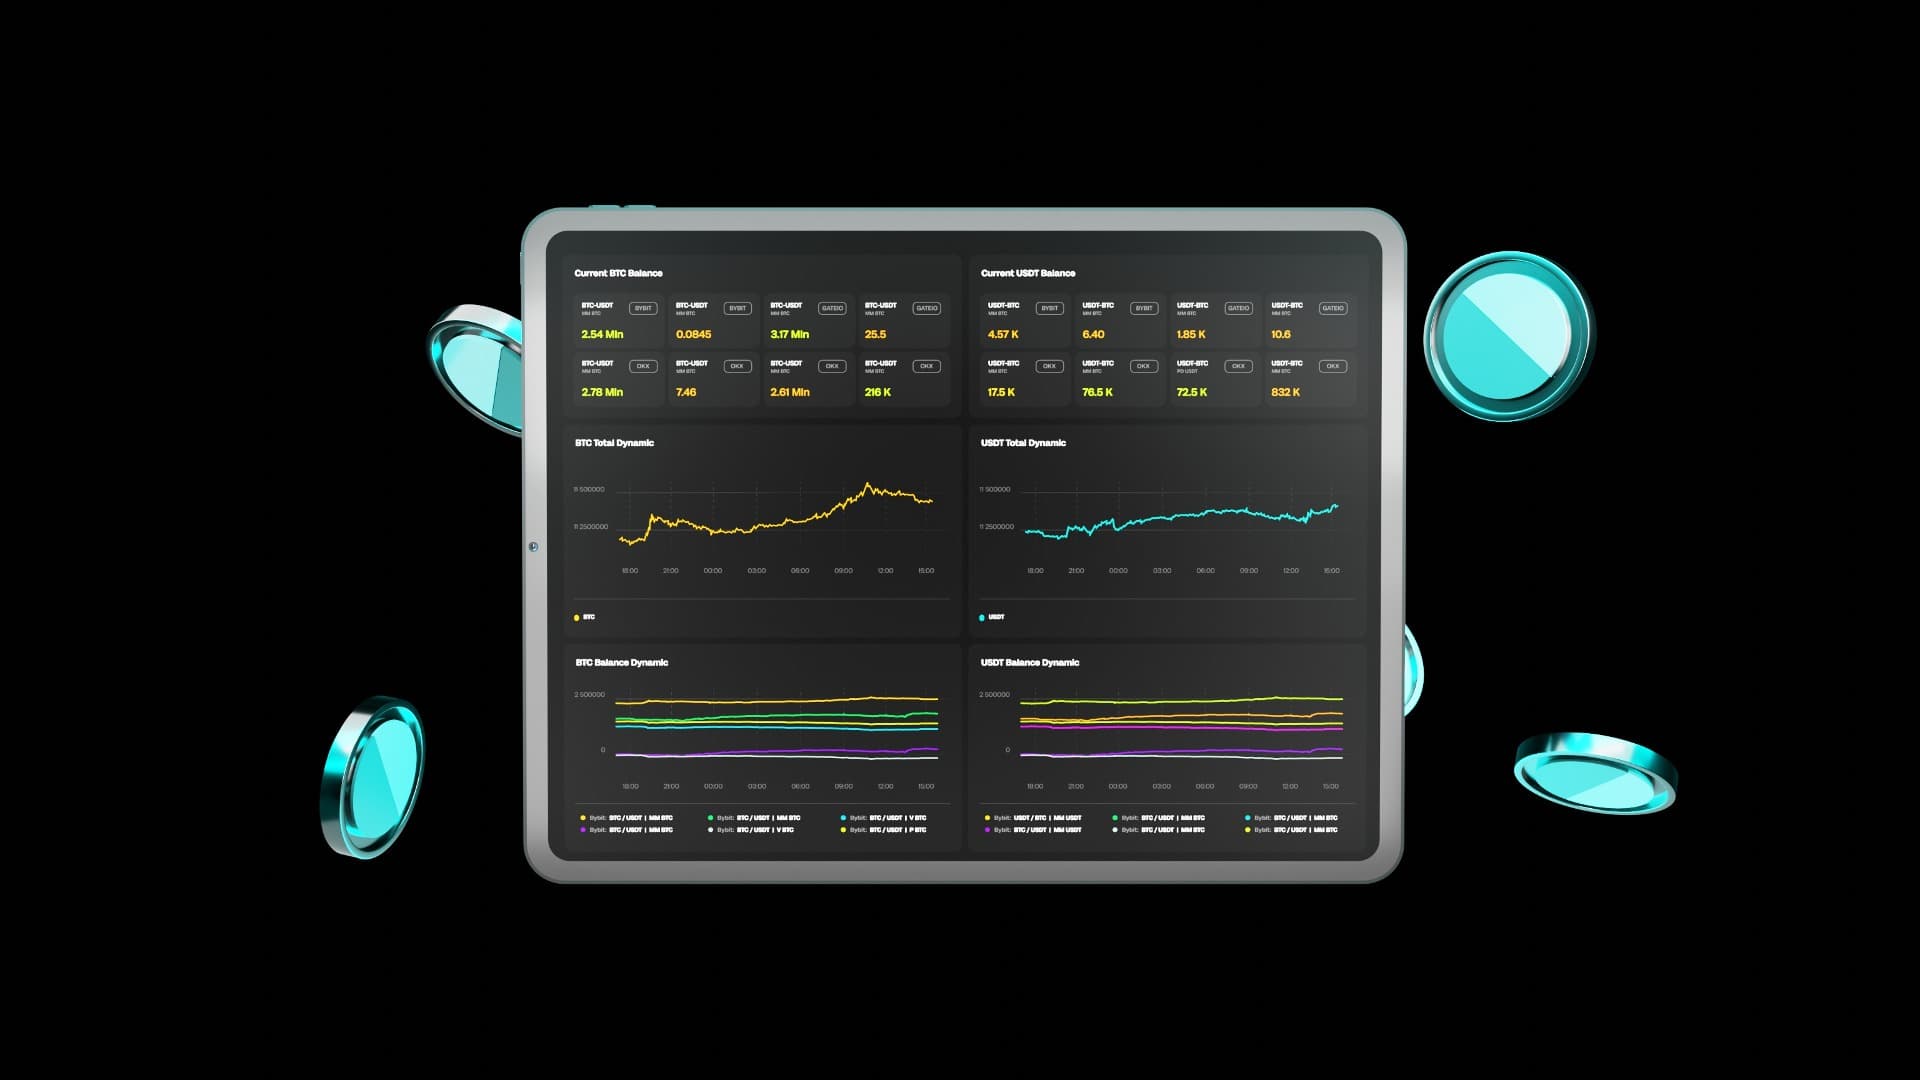 Current BTC Balance
BTC-USDT BYBIT BTC-USDT BYBIT BTC-USDT GATEIO BTC-USDT GATEIO
MM BTC MM BTC MM BTC MM BTC
2.54 Mln 0.0845 3.17 Mln 25.5
BTC-USDT OKX BTC-USDT OKX BTC-USDT OKX BTC-USDT OKX
MM BTC MM BTC MM BTC MM BTC
2.78 Mln 7.46 2.61 Mln 216 K
Current USDT Balance
USDT-BTC BYBIT USDT-BTC BYBIT USDT-BTC GATEIO USDT-BTC GATEIO
MM BTC MM BTC MM BTC MM BTC
4.57 K 6.40 1.85 K 10.6
USDT-BTC OKX USDT-BTC OKX USDT-BTC OKX USDT-BTC OKX
MM BTC MM BTC PO USDT MM BTC
17.5 K 76.5 K 72.5 K 832 K
BTC Total Dynamic
11 500000
11 2500000
18:00 21:00 00:00 03:00 06:00 09:00 12:00 15:00
BTC
USDT Total Dynamic
11 500000
11 2500000
18:00 21:00 00:00 03:00 06:00 09:00 12:00 15:00
USDT
BTC Balance Dynamic
2 500000
0
18:00 21:00 00:00 03:00 06:00 09:00 12:00 15:00
Bybit: BTC / USDT | MM BTC Bybit: BTC / USDT | MM BTC Bybit: BTC / USDT | V BTC
Bybit: BTC / USDT | MM BTC Bybit: BTC / USDT | V BTC Bybit: BTC / USDT | P BTC
USDT Balance Dynamic
2 500000
0
18:00 21:00 00:00 03:00 06:00 09:00 12:00 15:00
Bybit: USDT / BTC | MM USDT Bybit: BTC / USDT | MM BTC Bybit: BTC / USDT | MM BTC
Bybit: BTC / USDT | MM USDT Bybit: BTC / USDT | MM BTC Bybit: BTC / USDT | MM BTC